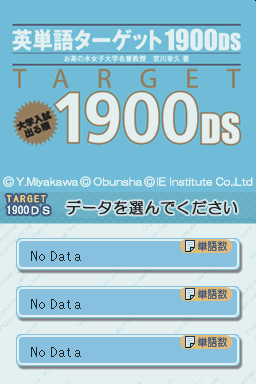 英単語ターゲット1900DS
お茶の水女子大学名誉教授 宮川幸久 著
TARGET
大学入試
出る順
1900DS
© Y.Miyakawa © Obunsha © IE Institute Co.,Ltd
TARGET
1900DS
データを選んでください
単語数
No Data
単語数
No Data
単語数
No Data